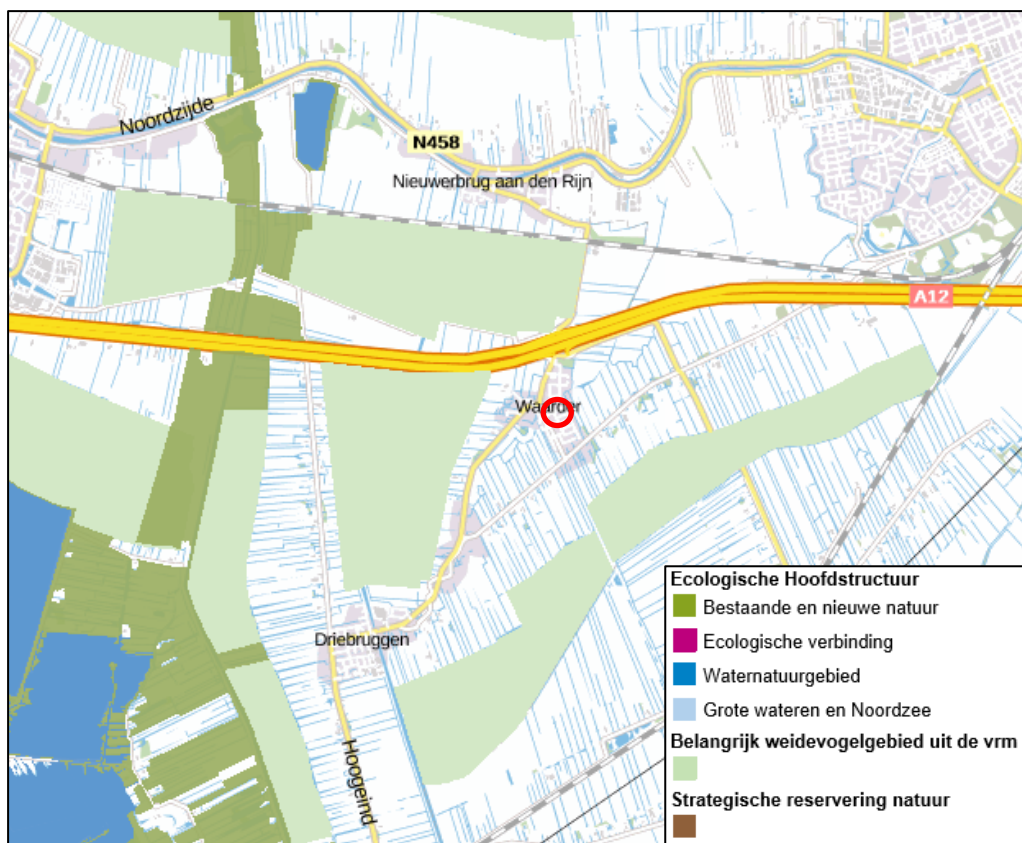 Noordzijde
N458
Nieuwerbrug aan den Rijn
A12
Waarder
Driebruggen
Hoogeind
Ecologische Hoofdstructuur
Bestaande en nieuwe natuur
Ecologische verbinding
Waternatuurgebied
Grote wateren en Noordzee
Belangrijk weidevogelgebied uit de vrm
Strategische reservering natuur